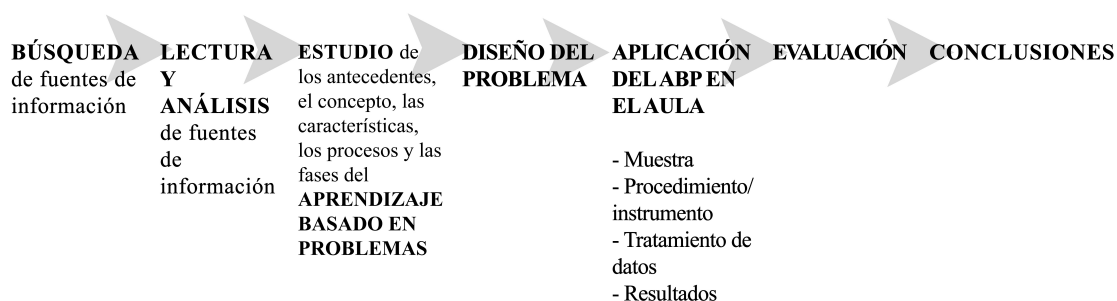 BÚSQUEDA
de fuentes de
información
LECTURA
Y
ANÁLISIS
de fuentes
de
información
ESTUDIO de
los antecedentes,
el concepto, las
características,
los procesos y las
fases del
APRENDIZAJE
BASADO EN
PROBLEMAS
DISEÑO DEL
PROBLEMA
APLICACIÓN
DEL ABP EN
EL AULA
- Muestra
- Procedimiento/
instrumento
- Tratamiento de
datos
- Resultados
EVALUACIÓN
CONCLUSIONES